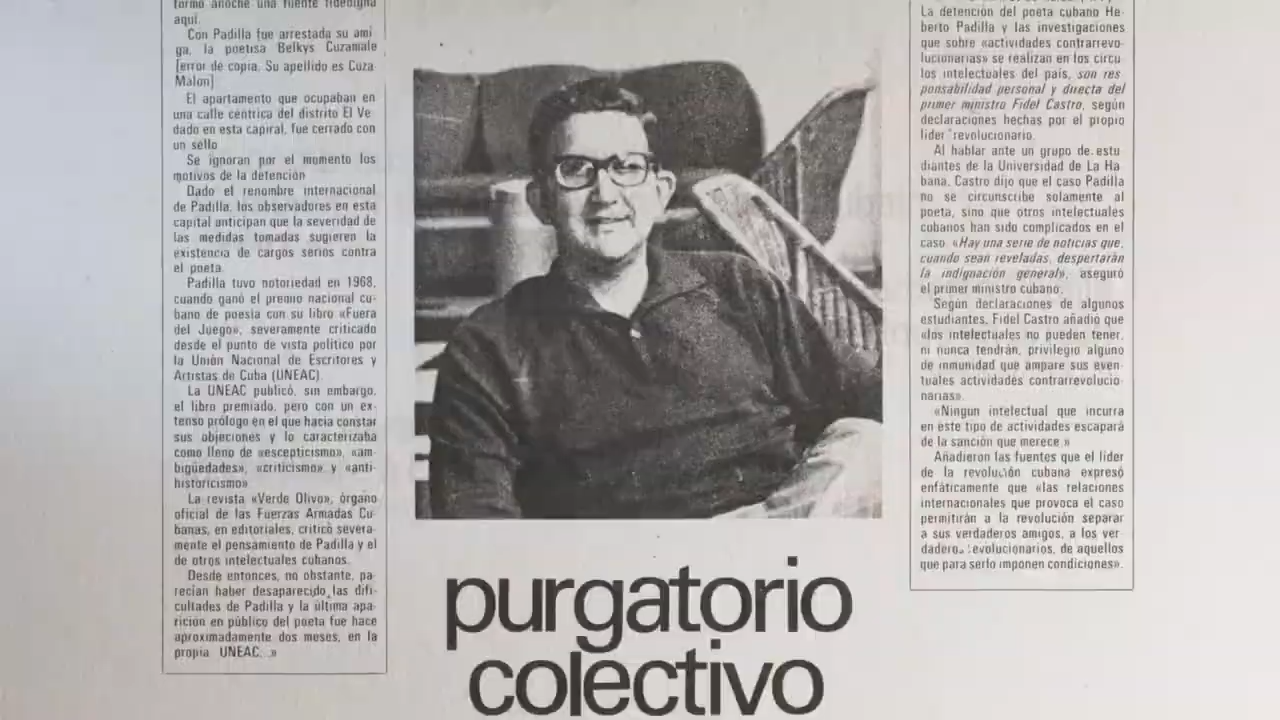 formó anoche una fuente fidedigna
aquí.
Con Padilla fue arrestada su ami-
ga, la poetisa Belkys Cuzamale
[error de copia. Su apellido es Cuza
Malon]
El apartamento que ocupaban en
una calle céntrica del distrito El Ve-
dado en esta capiral, fue cerrado con
un sello
Se ignoran por el momento los
motivos de la detención
Dado el renombre internacional
de Padilla, los observadores en esta
capital anticipan que la severidad de
las medidas tomadas sugieren la
existencia de cargos serios contra
el poeta.
Padilla tuvo notoriedad en 1968,
cuando ganó el premio nacional cu-
bano de poesía con su libro «Fuera
del Juego», severamente criticado
desde el punto de vista político por
la Unión Nacional de Escritores y
Artistas de Cuba (UNEAC).
La UNEAC publicó, sin embargo,
el libro premiado, pero con un ex-
tenso prólogo en el que hacía constar
sus objeciones y lo caracterizaba
como lleno de «escepticismo», «am-
bigüedades», «criticismo» y «anti-
historicismo»
La revista «Verde Olivo», órgano
oficial de las Fuerzas Armadas Cu-
banas, en editoriales, criticó severa-
mente el pensamiento de Padilla y el
de otros intelectuales cubanos.
Desde entonces, no obstante, pa-
recían haber desaparecido las difi-
cultades de Padilla y la última apa-
rición en público del poeta fue hace
aproximadamente dos meses, en la
propia UNEAC...»
purgatorio
colectivo
La detención del poeta cubano He-
berto Padilla y las investigaciones
que sobre «actividades contrarrevo-
lucionarias» se realizan en los círcu-
los intelectuales del país, son res-
ponsabilidad personal y directa del
primer ministro Fidel Castro, según
declaraciones hechas por el propio
líder revolucionario.
Al hablar ante un grupo de estu-
diantes de la Universidad de La Ha-
bana, Castro dijo que el caso Padilla
no se circunscribe solamente al
poeta, sino que otros intelectuales
cubanos han sido complicados en el
caso. «Hay una serie de noticias que,
cuando sean reveladas, despertarán
la indignación general», aseguró
el primer ministro cubano.
Según declaraciones de algunos
estudiantes, Fidel Castro añadió que
«los intelectuales no pueden tener,
ni nunca tendrán, privilegio alguno
de inmunidad que ampare sus even-
tuales actividades contrarrevolucio-
narias».
«Ningun intelectual que incurra
en este tipo de actividades escapará
de la sanción que merece.»
Añadieron las fuentes que el líder
de la revolución cubana expresó
enfáticamente que «las relaciones
internacionales que provoca el caso
permitirán a la revolución separar
a sus verdaderos amigos, a los ver-
daderos revolucionarios, de aquellos
que para serlo imponen condiciones».